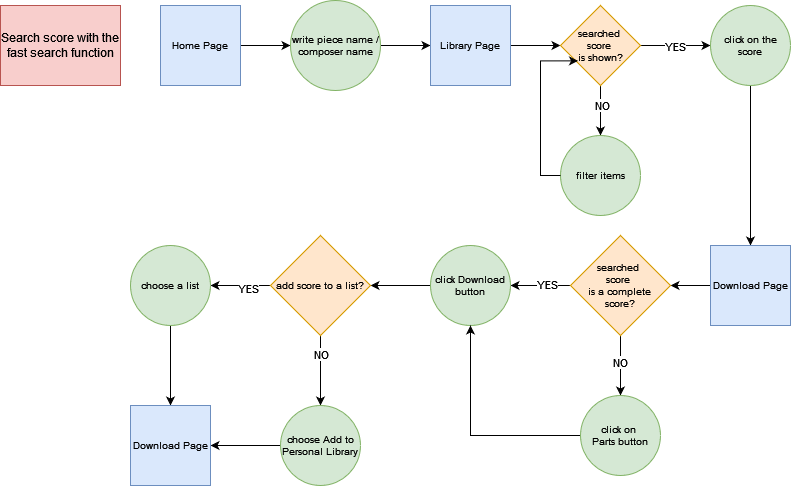 Search score with the
fast search function
Home Page
write piece name /
composer name
Library Page
searched
score
is shown?
YES
click on the
score
NO
filter items
Download Page
searched
score
is a complete
score?
YES
click Download
button
add score to a list?
YES
choose a list
NO
NO
click on
Parts button
choose Add to
Personal Library
Download Page